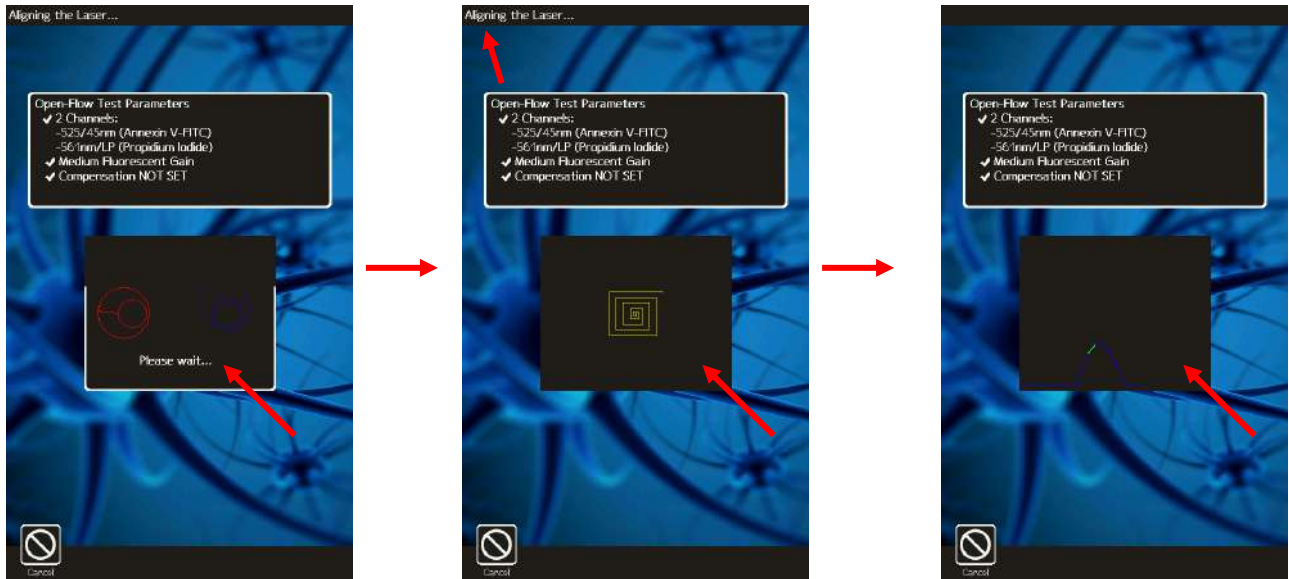 Aligning the Laser...
Open-Flow Test Parameters
✔ 2 Channels:
-525/45nm (Annexin V-FITC)
-561nm/LP (Propidium Iodide)
✔ Medium Fluorescent Gain
✔ Compensation NOT SET
Please wait...
Cancel
Aligning the Laser...
Open-Flow Test Parameters
✔ 2 Channels:
-525/45nm (Annexin V-FITC)
-561nm/LP (Propidium Iodide)
✔ Medium Fluorescent Gain
✔ Compensation NOT SET
Cancel
Open-Flow Test Parameters
✔ 2 Channels:
-525/45nm (Annexin V-FITC)
-561nm/LP (Propidium Iodide)
✔ Medium Fluorescent Gain
✔ Compensation NOT SET
Cancel